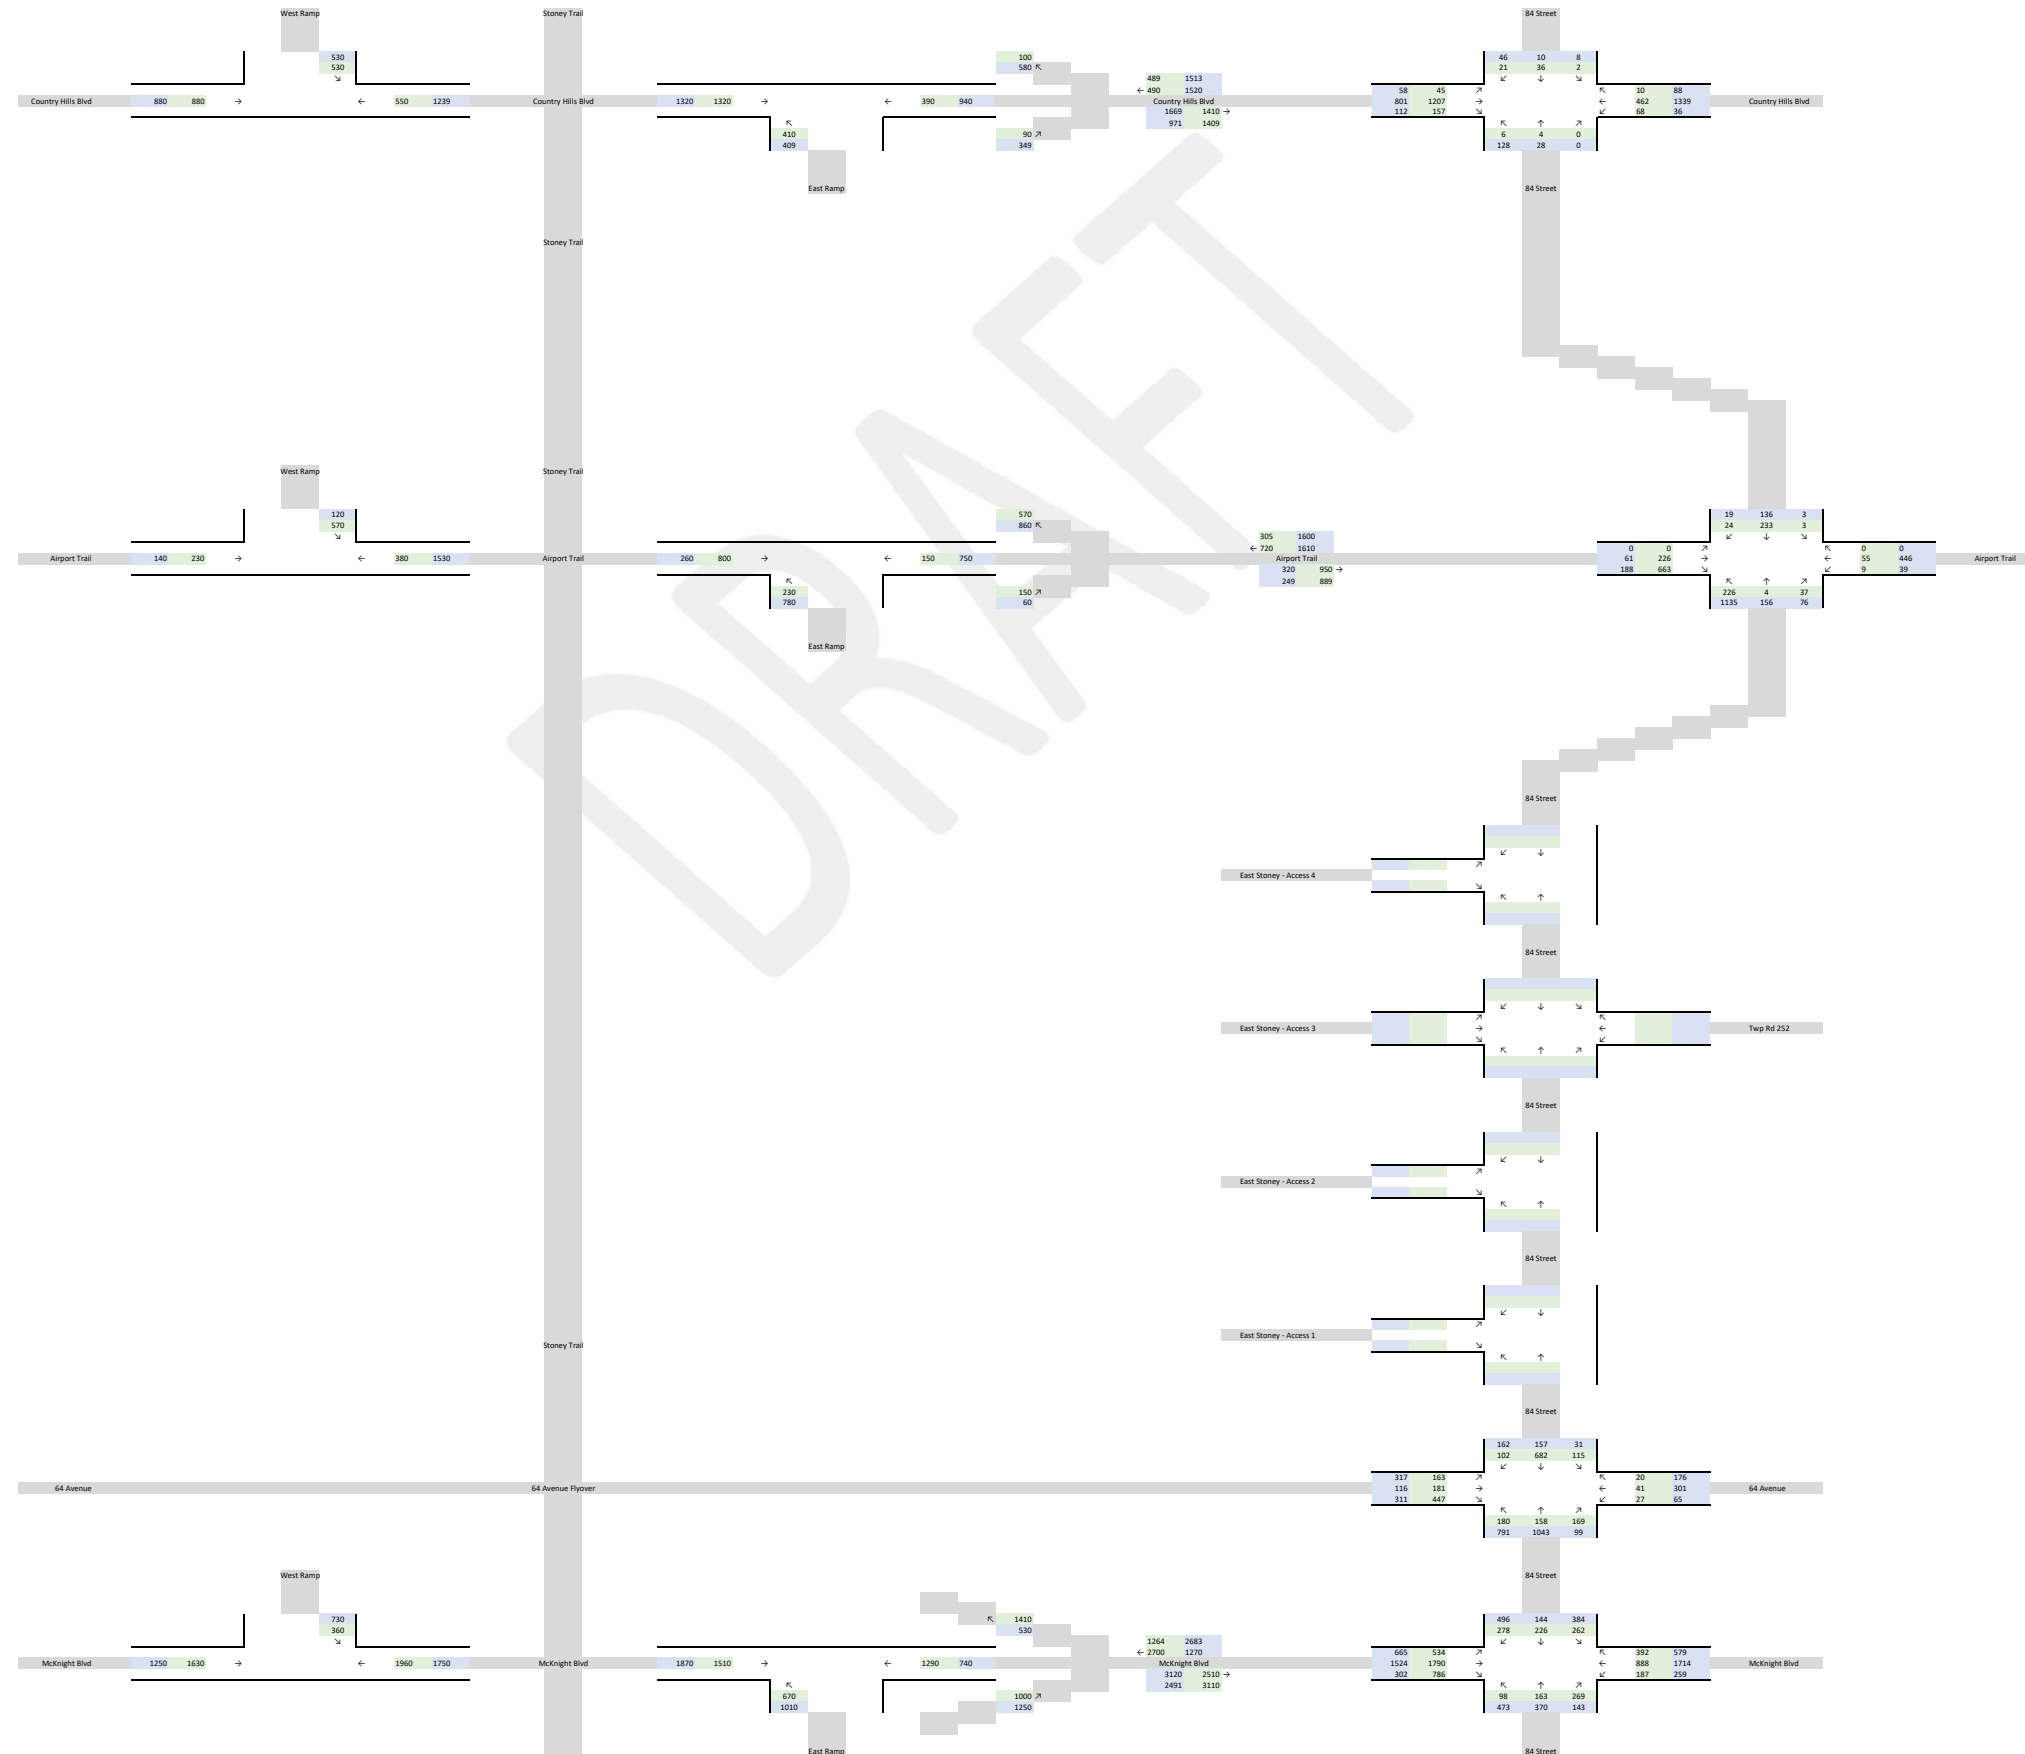 West Ramp Stoney Trail 84 Street
530 100 46 10 8
530 580 ↖ 21 36 2
↘ 489 1513 ↙ ↓ ↘
← 490 1520 58 45 ↗ ↖ 10 88
Country Hills Blvd 880 880 → ← 550 1239 Country Hills Blvd 1320 1320 → ← 390 940 Country Hills Blvd 801 1207 → ← 462 1339 Country Hills Blvd
1669 1410 → 112 157 ↘ ↙ 68 36
↖ 971 1409 ↖ ↑ ↗
410 90 ↗ 6 4 0
409 349 128 28 0
East Ramp 84 Street
Stoney Trail
West Ramp Stoney Trail
120 570 19 136 3
570 860 ↖ 24 233 3
↘ 305 1600 ↙ ↓ ↘
← 720 1610 0 0 ↗ ↖ 0 0
Airport Trail 140 230 → ← 380 1530 Airport Trail 260 800 → ← 150 750 Airport Trail 61 226 → ← 55 446 Airport Trail
320 950 → 188 663 ↘ ↙ 9 39
↖ 249 889 ↖ ↑ ↗
230 150 ↗ 226 4 37
780 60 1135 156 76
East Ramp
DRAFT
84 Street
↙ ↓
↗
East Stoney - Access 4
↘
↖ ↑
84 Street
↙ ↓ ↘
↗ ↖
East Stoney - Access 3 → ← Twp Rd 252
↘ ↙
↖ ↑ ↗
84 Street
↙ ↓
↗
East Stoney - Access 2
↘
↖ ↑
84 Street
↙ ↓
↗
East Stoney - Access 1
Stoney Trail ↘
↖ ↑
84 Street
162 157 31
102 682 115
↙ ↓ ↘
317 163 ↗ ↖ 20 176
64 Avenue 64 Avenue Flyover 116 181 → ← 41 301 64 Avenue
311 447 ↘ ↙ 27 65
↖ ↑ ↗
180 158 169
791 1043 99
West Ramp 84 Street
730 ↖ 1410 496 144 384
360 530 278 226 262
↘ 1264 2683 ↙ ↓ ↘
← 2700 1270 665 534 ↗ ↖ 392 579
McKnight Blvd 1250 1630 → ← 1960 1750 McKnight Blvd 1870 1510 → ← 1290 740 McKnight Blvd 1524 1790 → ← 888 1714 McKnight Blvd
3120 2510 → 302 786 ↘ ↙ 187 259
↖ 2491 3110 ↖ ↑ ↗
670 1000 ↗ 98 163 269
1010 1250 473 370 143
East Ramp 84 Street